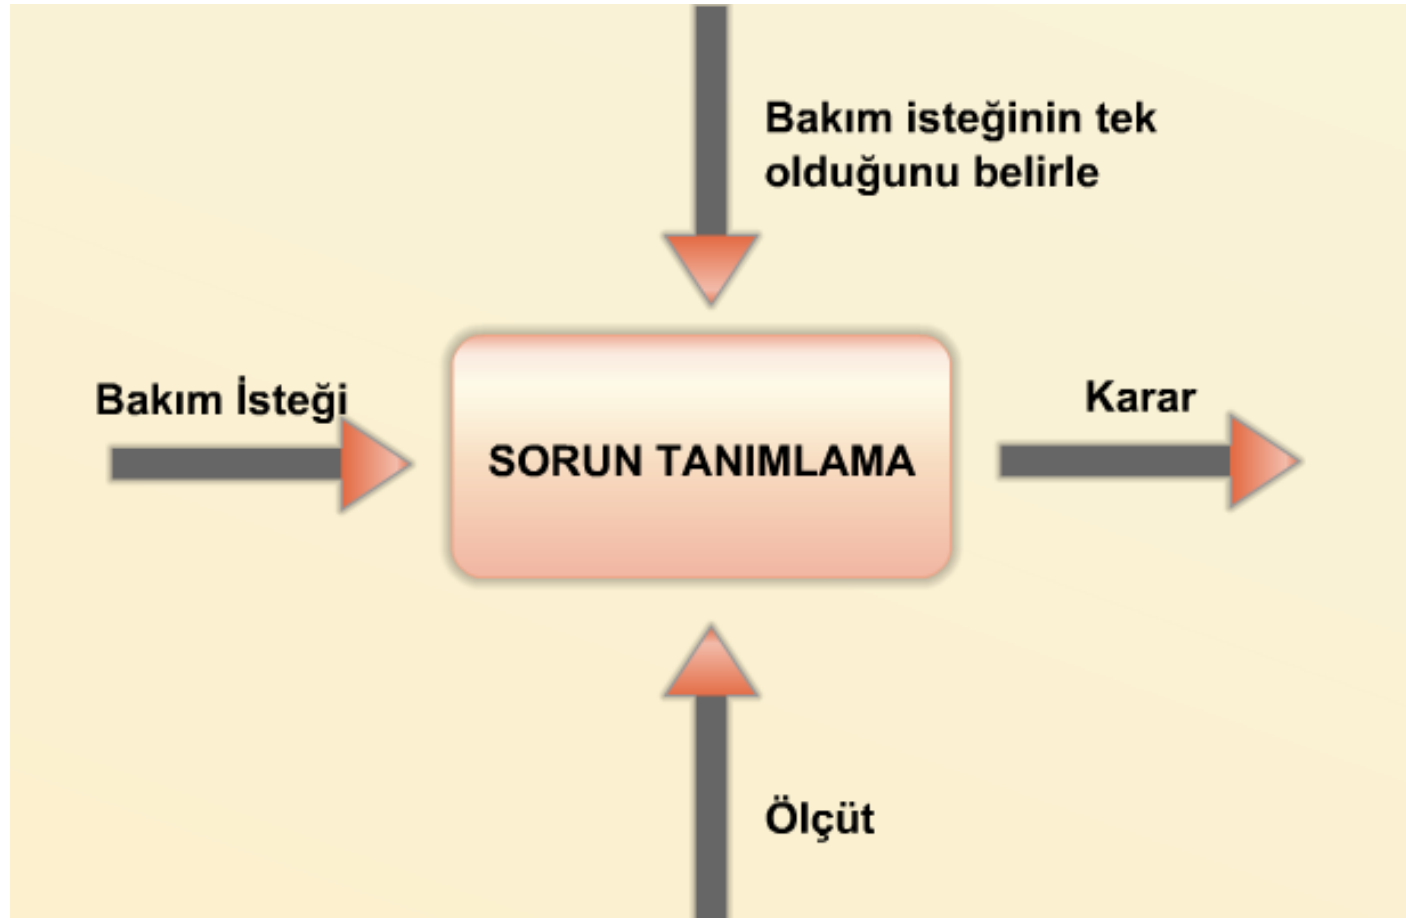 Bakım isteğinin tek
olduğunu belirle
Bakım İsteği
Karar
SORUN TANIMLAMA
Ölçüt